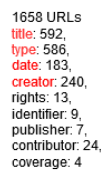 1658 URLs
title: 592,
type: 586,
date: 183,
creator: 240,
rights: 13,
identifier: 9,
publisher: 7,
contributor: 24,
coverage: 4